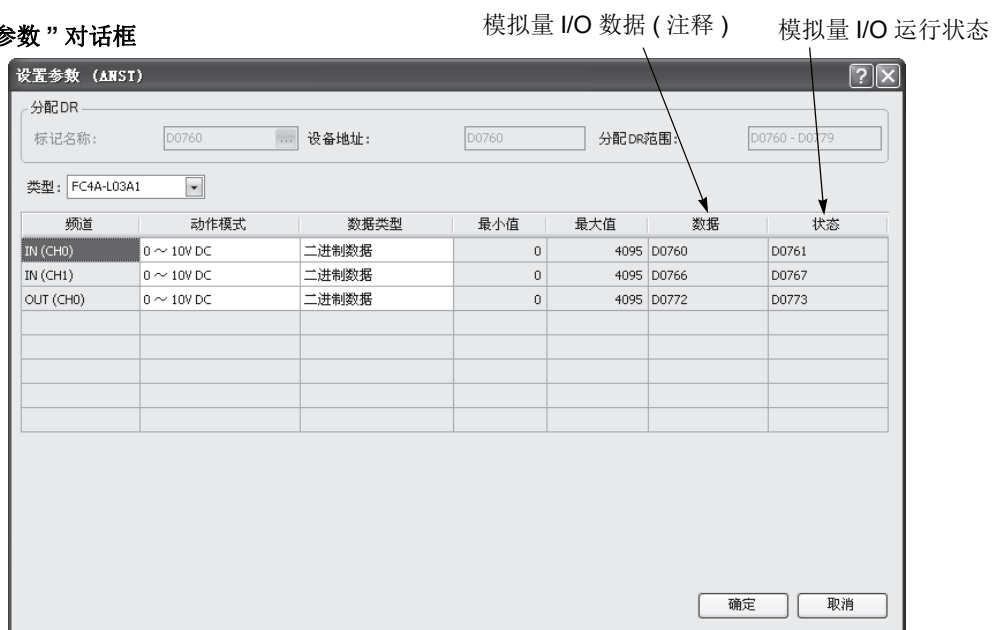 参数 ” 对话框
模拟量 I/O 数据 ( 注释 )
模拟量 I/O 运行状态
设置参数 (ANST)
分配DR
标记名称: D0760 ... 设备地址: D0760 分配DR范围: D0760 - D0779
类型: FC4A-L03A1
频道 动作模式 数据类型 最小值 最大值 数据 状态
IN (CH0) 0 ～ 10V DC 二进制数据 0 4095 D0760 D0761
IN (CH1) 0 ～ 10V DC 二进制数据 0 4095 D0766 D0767
OUT (CH0) 0 ～ 10V DC 二进制数据 0 4095 D0772 D0773
确定 取消